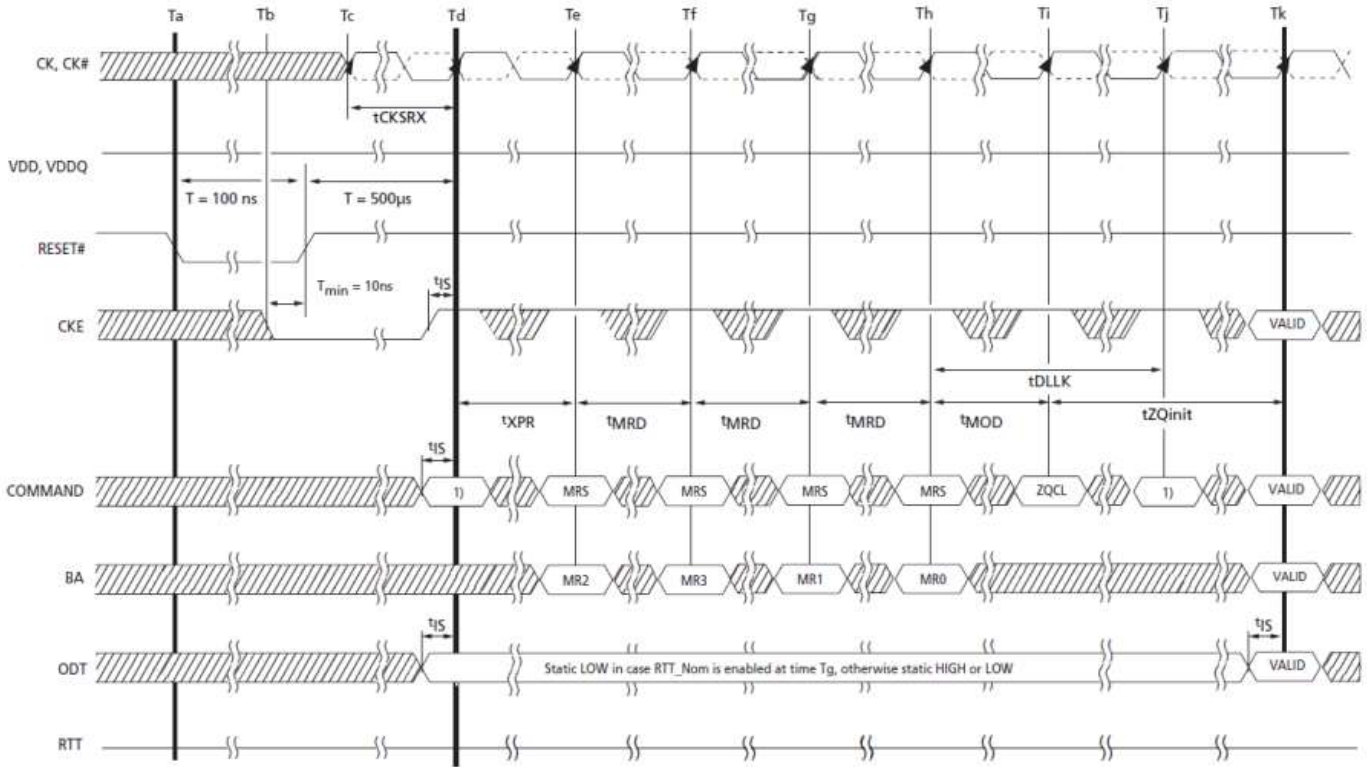 Ta Tb Tc Td Te Tf Tg Th Ti Tj Tk
CK, CK#
tCKSRX
VDD, VDDQ
T = 100 ns T = 500µs
RESET#
Tmin = 10ns tIS
CKE VALID
tDLLK
tXPR tMRD tMRD tMRD tMOD tZQinit
tIS
COMMAND 1) MRS MRS MRS MRS ZQCL 1) VALID
BA MR2 MR3 MR1 MR0 VALID
tIS tIS
ODT Static LOW in case RTT_Nom is enabled at time Tg, otherwise static HIGH or LOW VALID
RTT